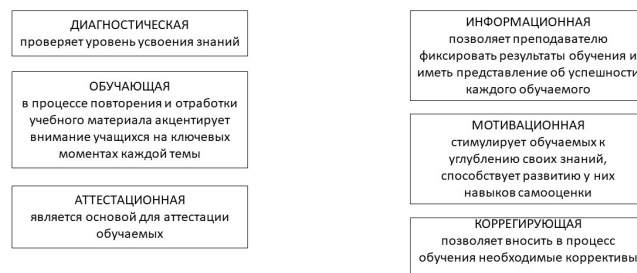 ДИАГНОСТИЧЕСКАЯ
проверяет уровень усвоения знаний
ОБУЧАЮЩАЯ
в процессе повторения и отработки
учебного материала акцентирует
внимание учащихся на ключевых
моментах каждой темы
АТТЕСТАЦИОННАЯ
является основой для аттестации
обучаемых
ИНФОРМАЦИОННАЯ
позволяет преподавателю
фиксировать результаты обучения и
иметь представление об успешности
каждого обучаемого
МОТИВАЦИОННАЯ
стимулирует обучаемых к
углублению своих знаний,
способствует развитию у них
навыков самооценки
КОРРЕГИРУЮЩАЯ
позволяет вносить в процесс
обучения необходимые коррективы